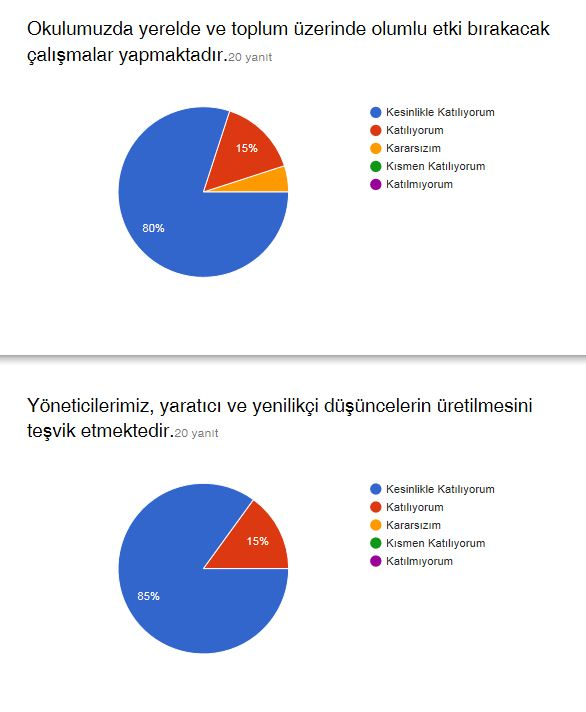 Okulumuzda yerelde ve toplum üzerinde olumlu etki bırakacak
çalışmalar yapmaktadır.20 yanıt
Kesinlikle Katılıyorum
Katılıyorum
Kararsızım
Kısmen Katılıyorum
Katılmıyorum
15%
80%
Yöneticilerimiz, yaratıcı ve yenilikçi düşüncelerin üretilmesini
teşvik etmektedir.20 yanıt
Kesinlikle Katılıyorum
Katılıyorum
Kararsızım
Kısmen Katılıyorum
Katılmıyorum
15%
85%